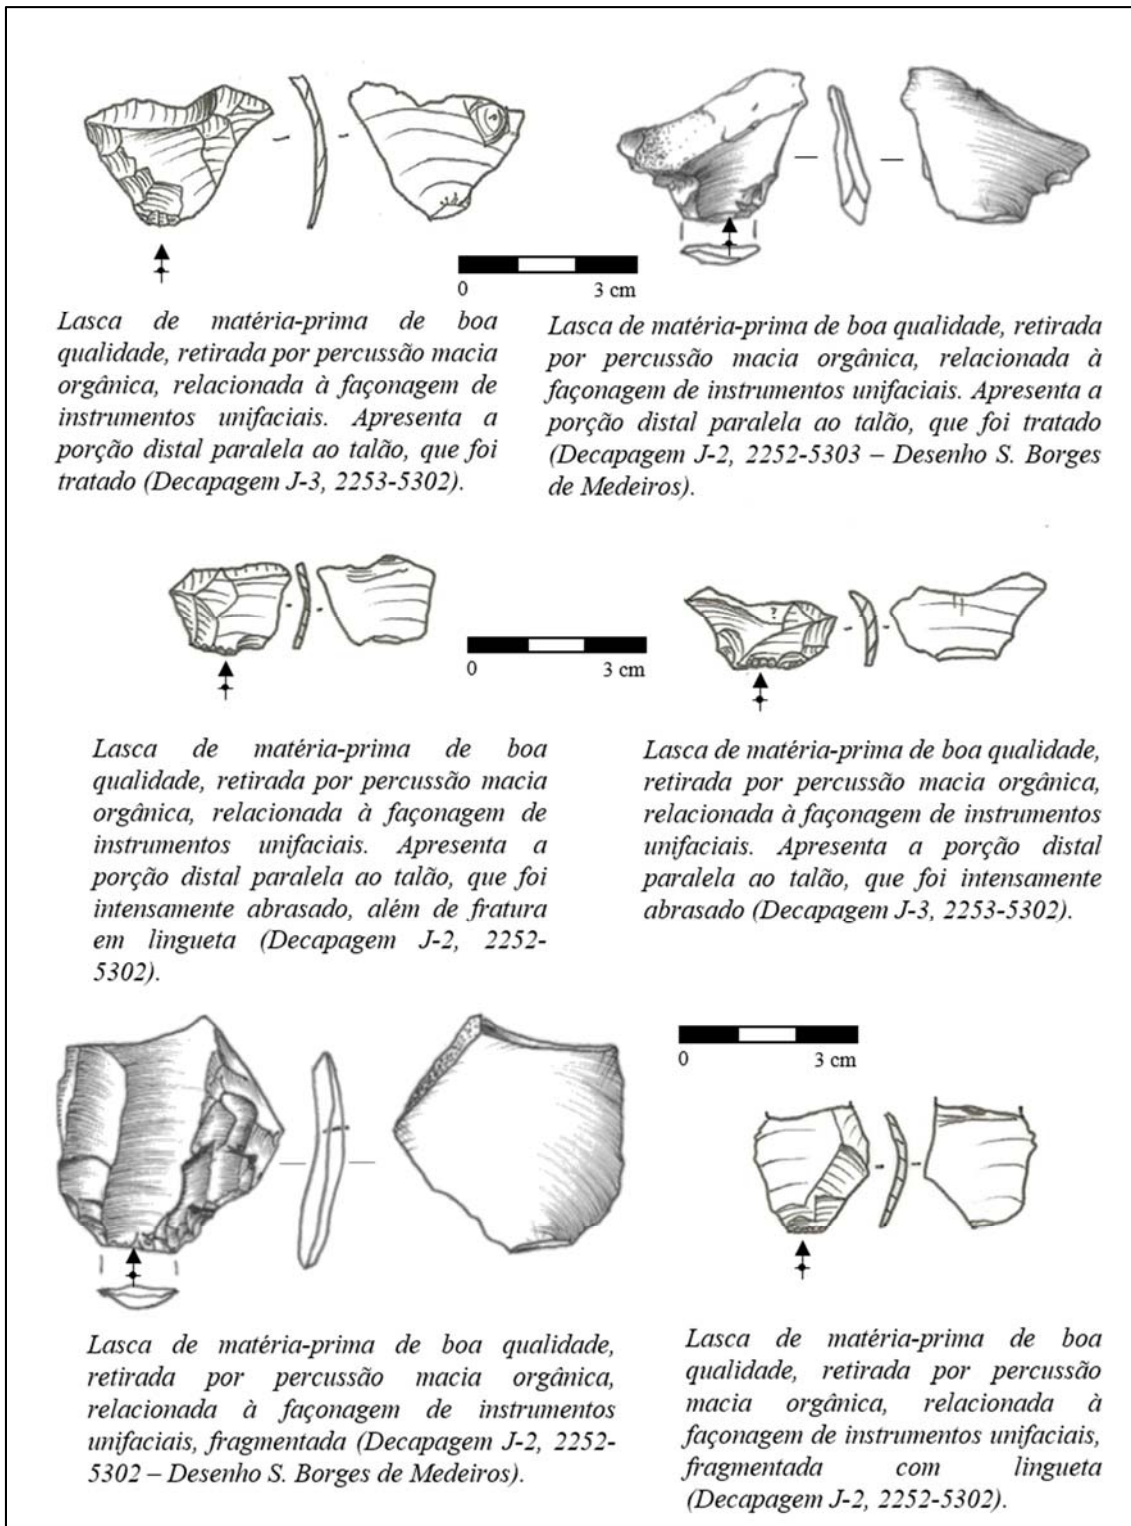 0 3 cm
Lasca de matéria-prima de boa
qualidade, retirada por percussão macia
orgânica, relacionada à façonagem de
instrumentos unifaciais. Apresenta a
porção distal paralela ao talão, que foi
tratado (Decapagem J-3, 2253-5302).
Lasca de matéria-prima de boa qualidade, retirada
por percussão macia orgânica, relacionada à
façonagem de instrumentos unifaciais. Apresenta a
porção distal paralela ao talão, que foi tratado
(Decapagem J-2, 2252-5303 – Desenho S. Borges
de Medeiros).
?
0 3 cm
Lasca de matéria-prima de boa
qualidade, retirada por percussão macia
orgânica, relacionada à façonagem de
instrumentos unifaciais. Apresenta a
porção distal paralela ao talão, que foi
intensamente abrasado, além de fratura
em lingueta (Decapagem J-2, 2252-
5302).
Lasca de matéria-prima de boa qualidade,
retirada por percussão macia orgânica,
relacionada à façonagem de instrumentos
unifaciais. Apresenta a porção distal
paralela ao talão, que foi intensamente
abrasado (Decapagem J-3, 2253-5302).
0 3 cm
Lasca de matéria-prima de boa qualidade,
retirada por percussão macia orgânica,
relacionada à façonagem de instrumentos
unifaciais, fragmentada (Decapagem J-2, 2252-
5302 – Desenho S. Borges de Medeiros).
Lasca de matéria-prima de boa
qualidade, retirada por percussão
macia orgânica, relacionada à
façonagem de instrumentos unifaciais,
fragmentada com lingueta
(Decapagem J-2, 2252-5302).